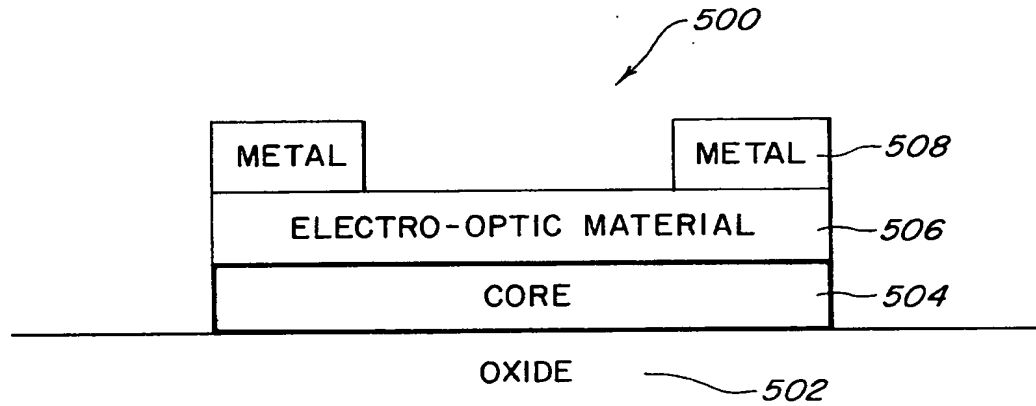 500
METAL METAL 508
ELECTRO-OPTIC MATERIAL 506
CORE 504
OXIDE 502